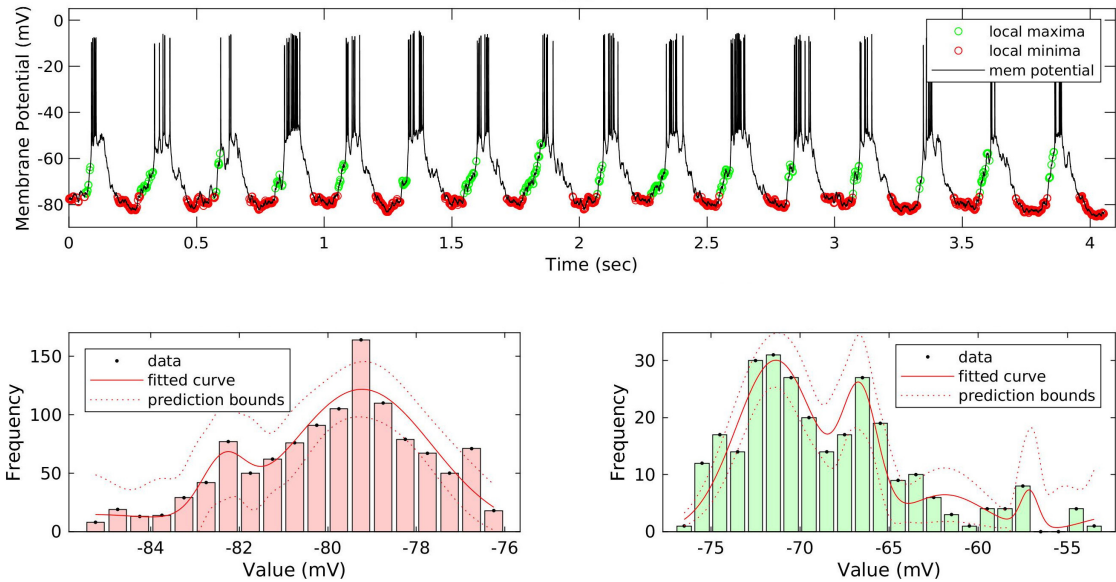 Membrane Potential (mV)
0
-20
-40
-60
-80
local maxima
local minima
mem potential
0 0.5 1 1.5 2 2.5 3 3.5 4
Time (sec)
Frequency
150
100
50
0
data
fitted curve
prediction bounds
-84 -82 -80 -78 -76
Value (mV)
Frequency
30
20
10
0
data
fitted curve
prediction bounds
-75 -70 -65 -60 -55
Value (mV)